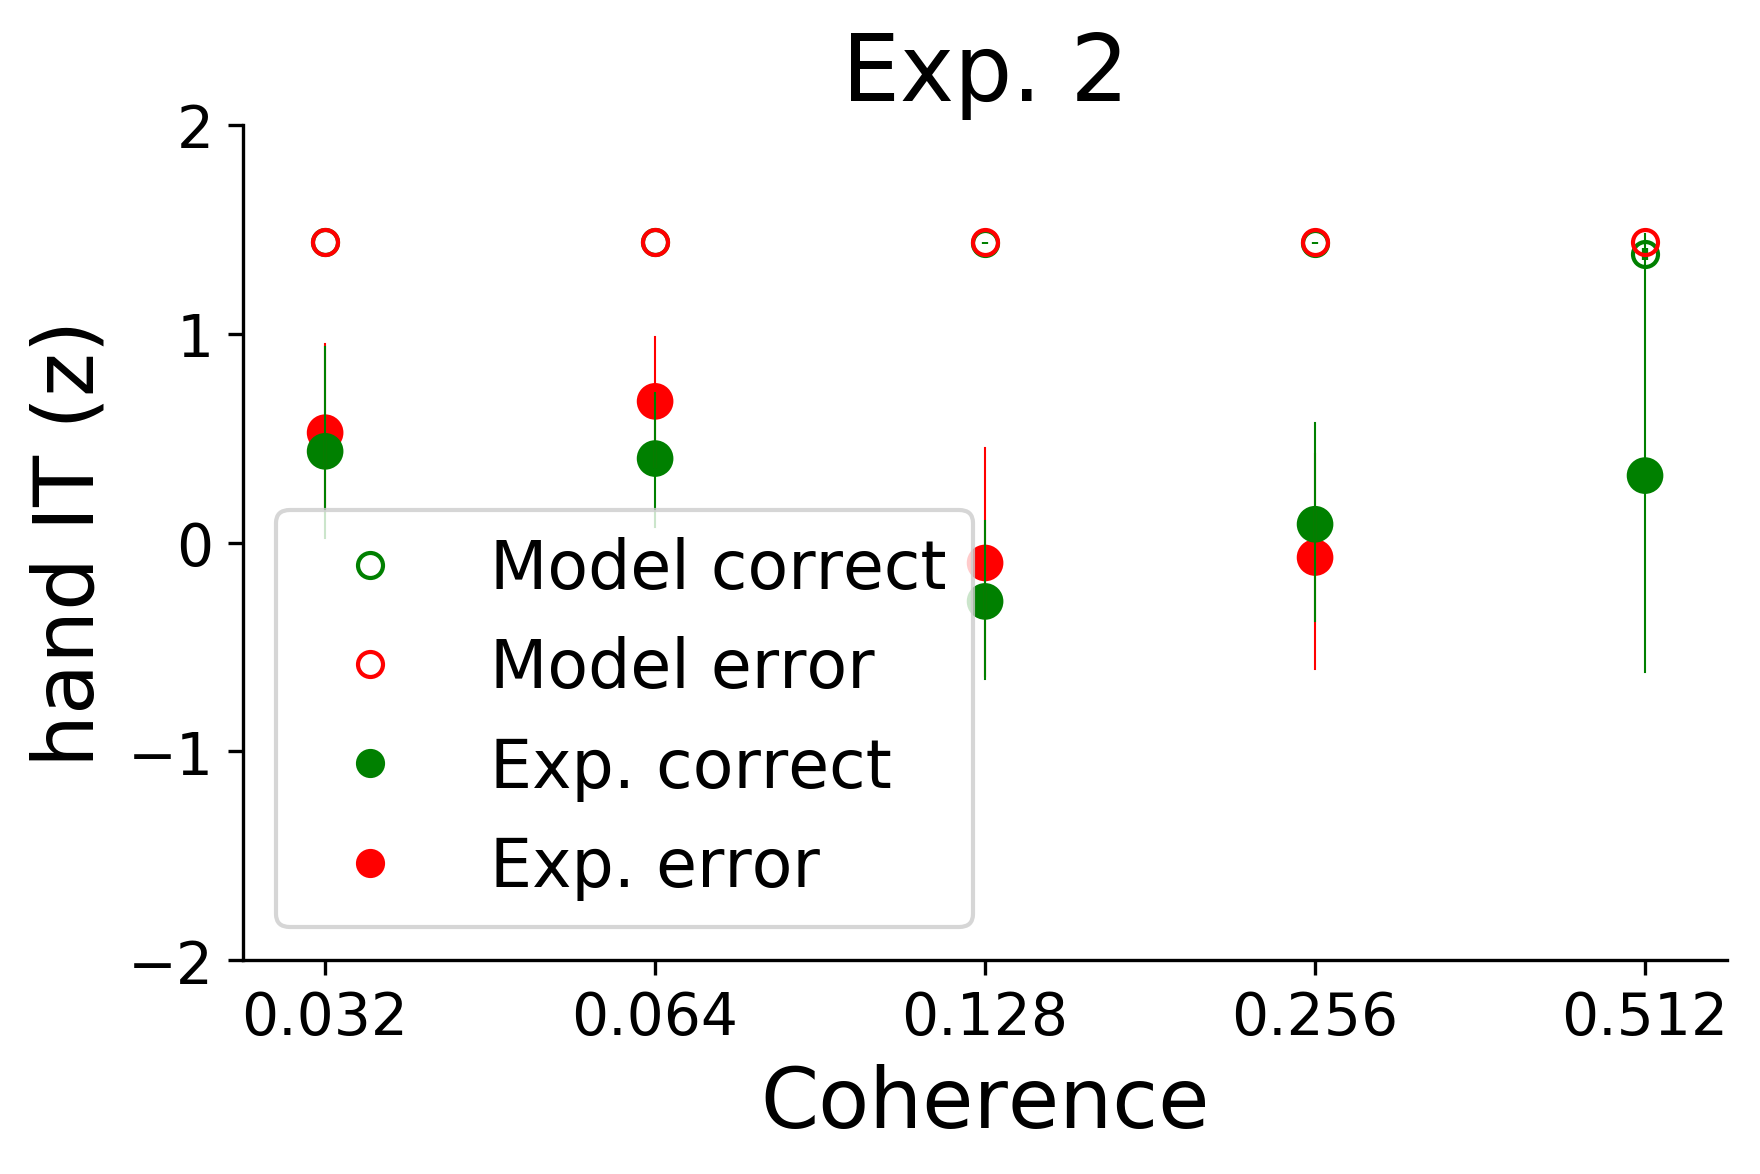 Exp. 2
hand IT (z)
2
1
0
−1
−2
Model correct
Model error
Exp. correct
Exp. error
0.032 0.064 0.128 0.256 0.512
Coherence